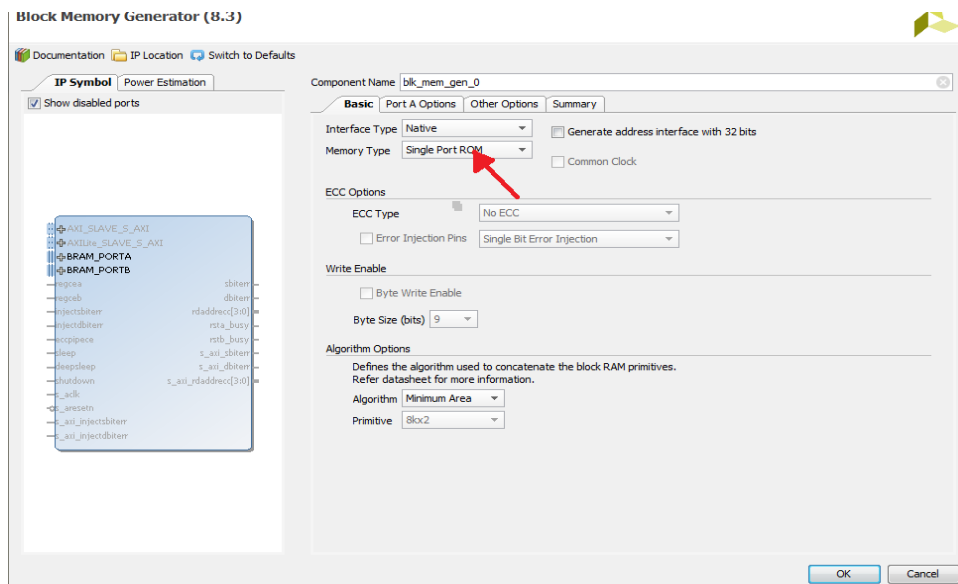 Block Memory Generator (8.3)
Documentation IP Location Switch to Defaults
IP Symbol Power Estimation
Show disabled ports
AXI_SLAVE_S_AXI
AXILite_SLAVE_S_AXI
BRAM_PORTA
BRAM_PORTB
regcea sbiterr
regceb dbiterr
injectsbiterr rdaddrecc[3:0]
injectdbiterr rsta_busy
eccpipece rstb_busy
sleep s_axi_sbiterr
deepsleep s_axi_dbiterr
shutdown s_axi_rdaddrecc[3:0]
s_aclk
s_aresetn
s_axi_injectsbiterr
s_axi_injectdbiterr
Component Name blk_mem_gen_0
Basic Port A Options Other Options Summary
Interface Type Native Generate address interface with 32 bits
Memory Type Single Port ROM Common Clock
ECC Options
ECC Type No ECC
Error Injection Pins Single Bit Error Injection
Write Enable
Byte Write Enable
Byte Size (bits) 9
Algorithm Options
Defines the algorithm used to concatenate the block RAM primitives.
Refer datasheet for more information.
Algorithm Minimum Area
Primitive 8kx2
OK Cancel